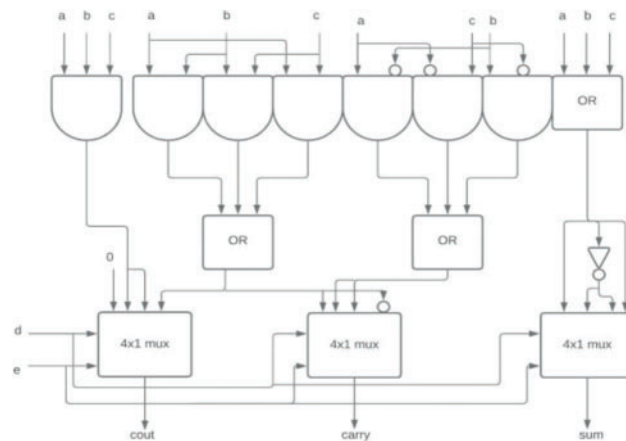 a b c a b c a c b a b c
OR
OR OR
0
d
4x1 mux 4x1 mux 4x1 mux
e
cout carry sum